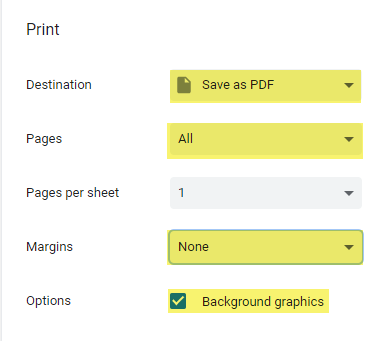 Print
Destination Save as PDF
Pages All
Pages per sheet 1
Margins None
Options Background graphics